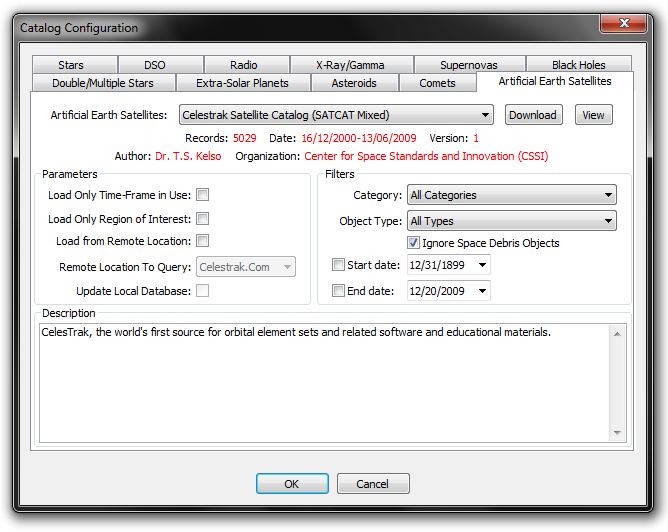 Catalog Configuration
Stars DSO Radio X-Ray/Gamma Supernovas Black Holes
Double/Multiple Stars Extra-Solar Planets Asteroids Comets Artificial Earth Satellites
Artificial Earth Satellites: Celestrak Satellite Catalog (SATCAT Mixed) Download View
Records: 5029 Date: 16/12/2000-13/06/2009 Version: 1
Author: Dr. T.S. Kelso Organization: Center for Space Standards and Innovation (CSSI)
Parameters
Load Only Time-Frame in Use:
Load Only Region of Interest:
Load from Remote Location:
Remote Location To Query: Celestrak.Com
Update Local Database:
Filters
Category: All Categories
Object Type: All Types
Ignore Space Debris Objects
Start date: 12/31/1899
End date: 12/20/2009
Description
CelesTrak, the world's first source for orbital element sets and related software and educational materials.
OK Cancel